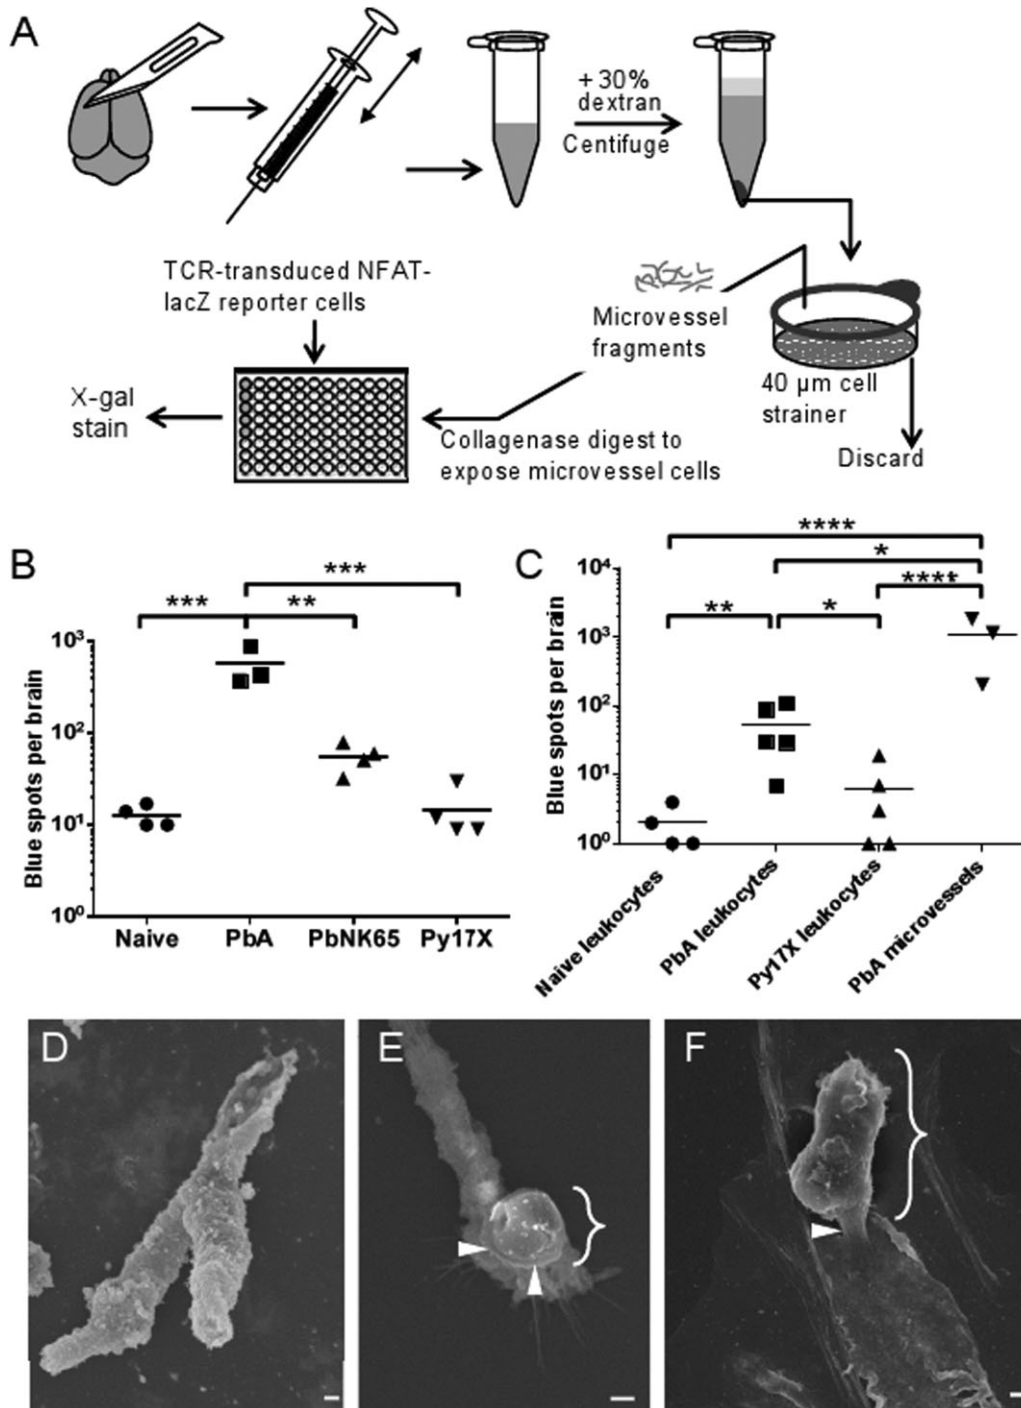 A
+ 30%
dextran
Centifuge
TCR-transduced NFAT-
lacZ reporter cells
Microvessel
fragments
40 µm cell
strainer
X-gal
stain
Collagenase digest to
expose microvessel cells
Discard
B
***
***
**
Blue spots per brain
10³
10²
10¹
10⁰
Naive
PbA
PbNK65
Py17X
C
****
*
****
**
*
Blue spots per brain
10⁴
10³
10²
10¹
10⁰
Naive leukocytes
PbA leukocytes
Py17X leukocytes
PbA microvessels
D
E
F